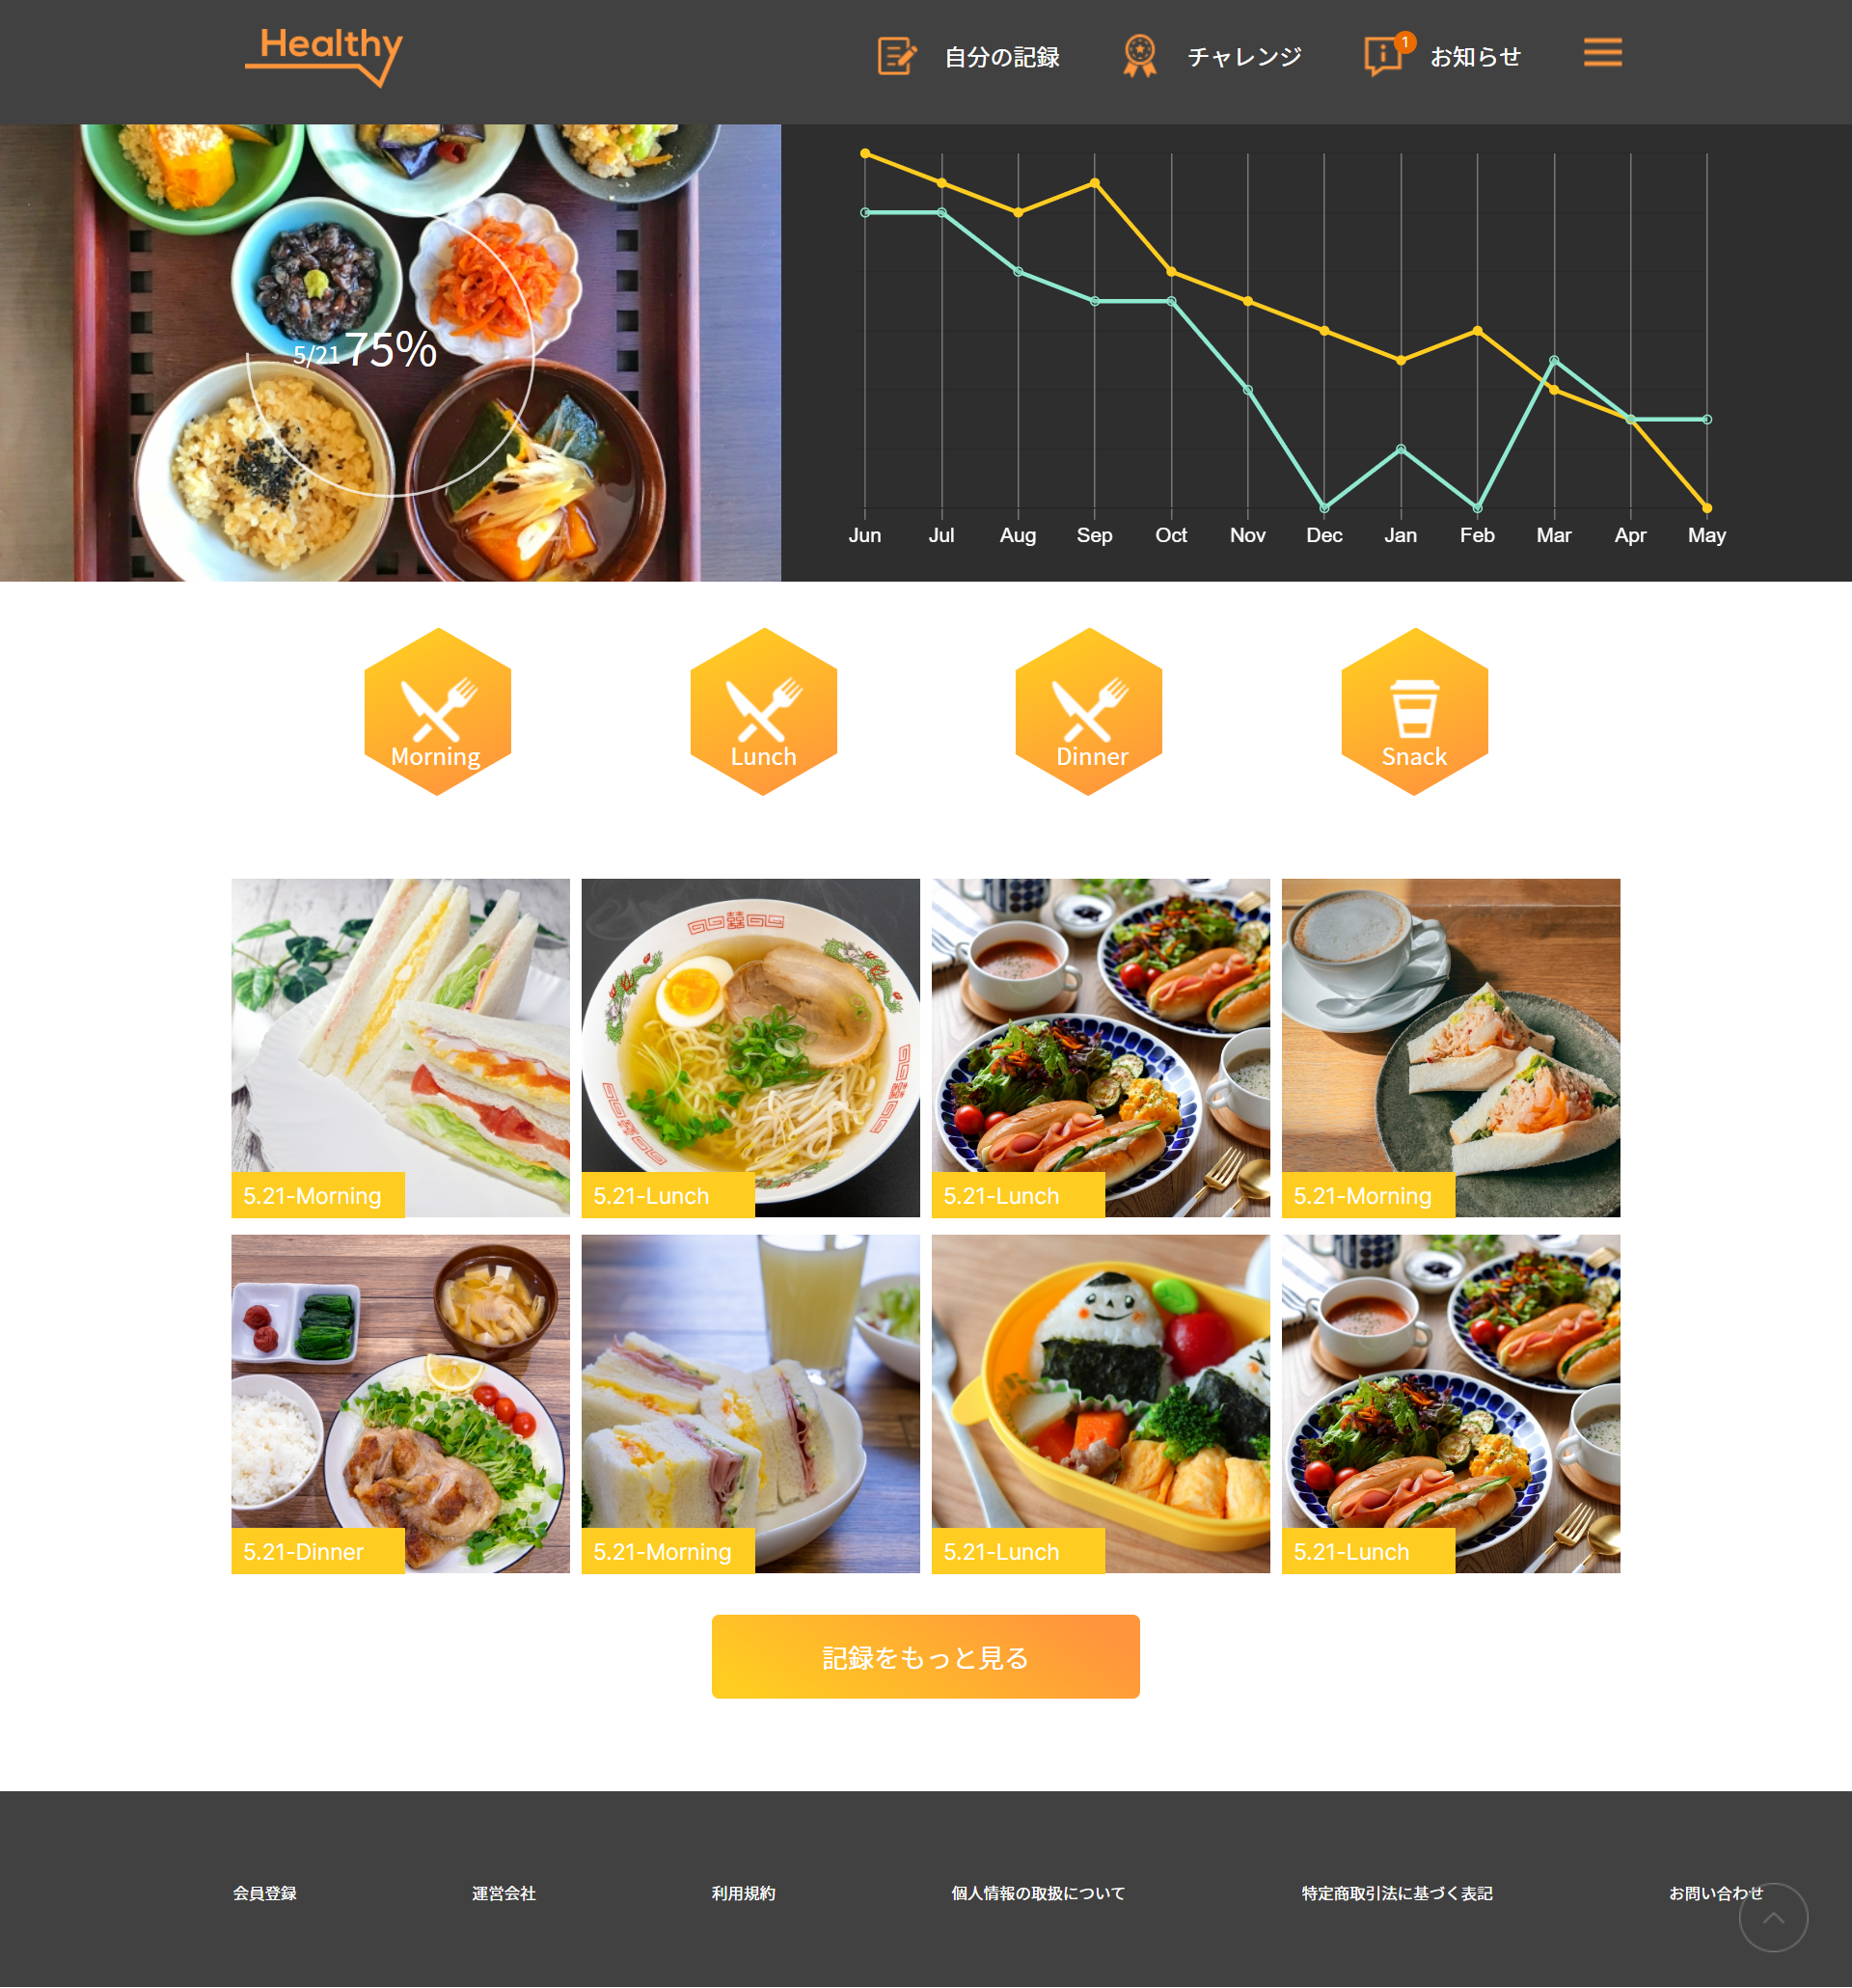 Healthy
自分の記録
チャレンジ
1
お知らせ
5/21 75%
Jun Jul Aug Sep Oct Nov Dec Jan Feb Mar Apr May
Morning
Lunch
Dinner
Snack
5.21-Morning
5.21-Lunch
5.21-Lunch
5.21-Morning
5.21-Dinner
5.21-Morning
5.21-Lunch
5.21-Lunch
記録をもっと見る
会員登録
運営会社
利用規約
個人情報の取扱について
特定商取引法に基づく表記
お問い合わせ